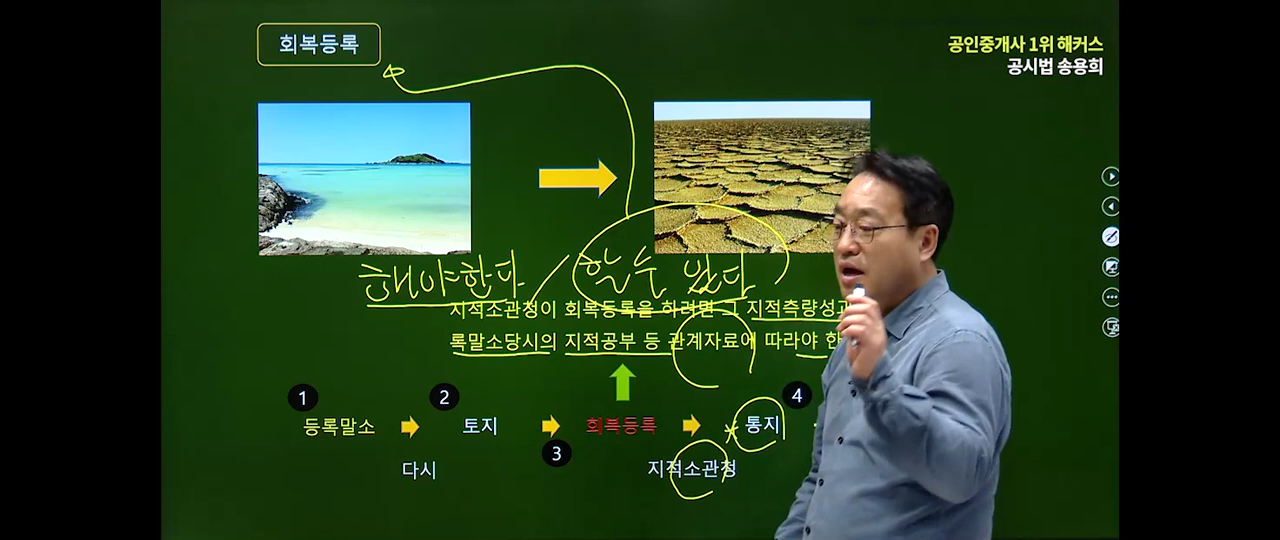 회복등록
공인중개사 1위 해커스
공시법 송용희
해야한다 / 할 수 있다
지적소관청이 회복등록을 하려면 그 지적측량성
록말소당시의 지적공부 등 관계자료에 따라야 한
1
2
4
등록말소
토지
회복등록
통지
3
다시
지적소관청